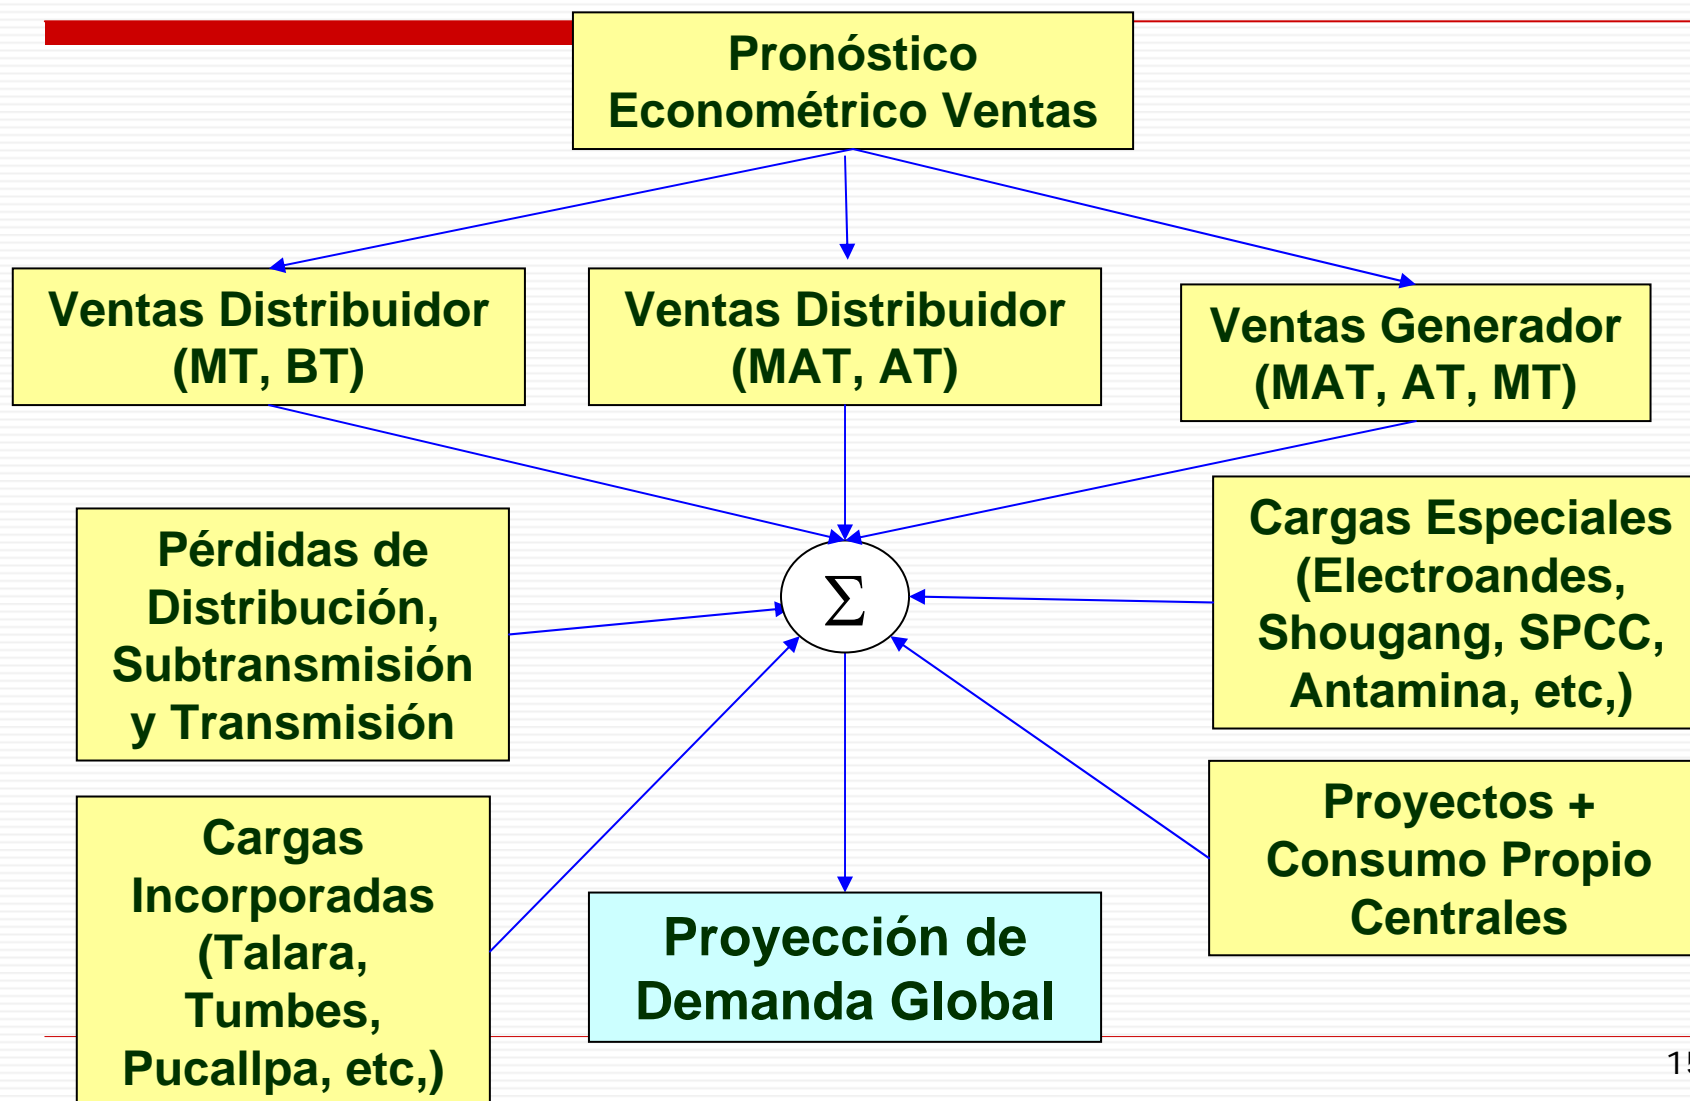 Pronóstico
Econométrico Ventas
Ventas Distribuidor
(MT, BT)
Ventas Distribuidor
(MAT, AT)
Ventas Generador
(MAT, AT, MT)
Pérdidas de
Distribución,
Subtransmisión
y Transmisión
Σ
Cargas Especiales
(Electroandes,
Shougang, SPCC,
Antamina, etc,)
Cargas
Incorporadas
(Talara,
Tumbes,
Pucallpa, etc,)
Proyección de
Demanda Global
Proyectos +
Consumo Propio
Centrales
15